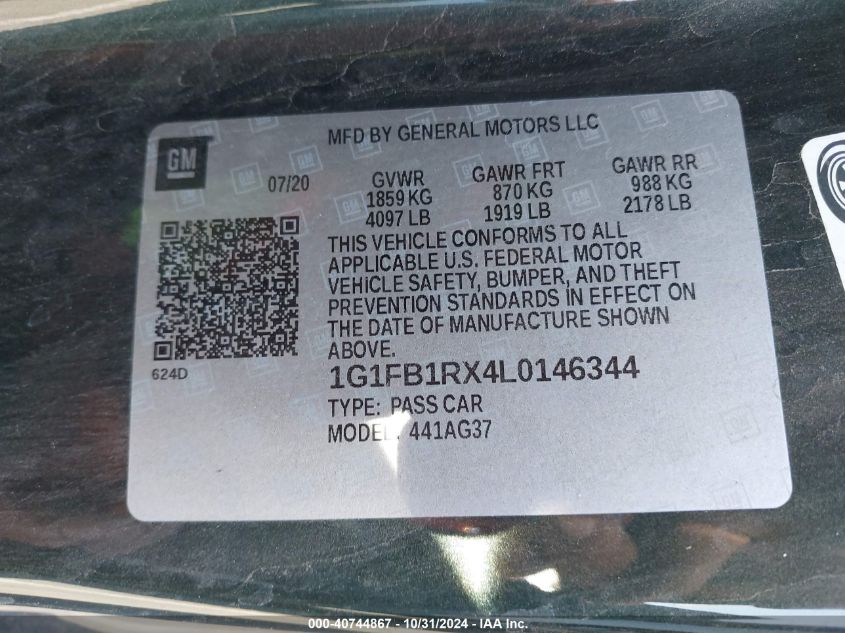 GM
MFD BY GENERAL MOTORS LLC
07/20
GVWR
1859 KG
4097 LB
GAWR FRT
870 KG
1919 LB
GAWR RR
988 KG
2178 LB
THIS VEHICLE CONFORMS TO ALL
APPLICABLE U.S. FEDERAL MOTOR
VEHICLE SAFETY, BUMPER, AND THEFT
PREVENTION STANDARDS IN EFFECT ON
THE DATE OF MANUFACTURE SHOWN
ABOVE.
624D
1G1FB1RX4L0146344
TYPE: PASS CAR
MODEL: 441AG37
000-40744867 - 10/31/2024 - IAA Inc.